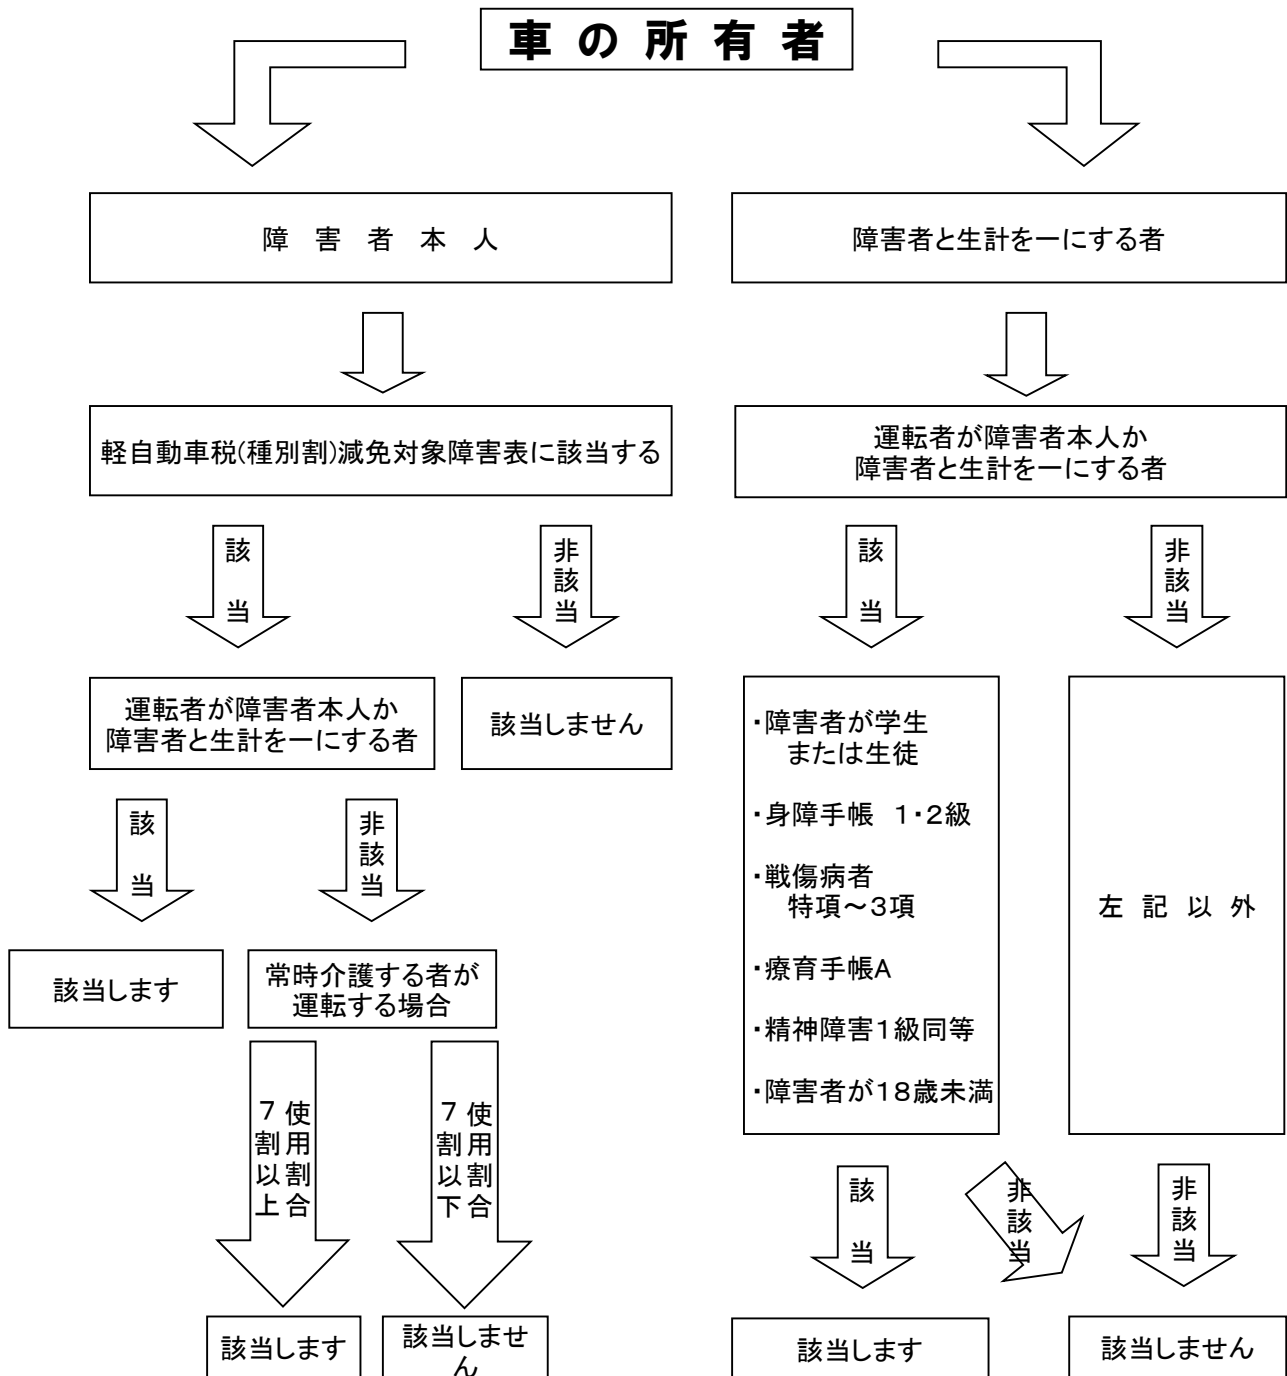 車の所有者
障害者本人
障害者と生計を一にする者
軽自動車税(種別割)減免対象障害表に該当する
運転者が障害者本人か
障害者と生計を一にする者
該当
非該当
該当
非該当
運転者が障害者本人か
障害者と生計を一にする者
該当しません
・障害者が学生
または生徒
・身障手帳 1・2級
・戦傷病者
特項～3項
・療育手帳A
・精神障害1級同等
・障害者が18歳未満
左記以外
該当
非該当
該当します
常時介護する者が
運転する場合
使用割合
7割以上
使用割合
7割以下
該当
非該当
非該当
該当します
該当しませ
ん
該当します
該当しません